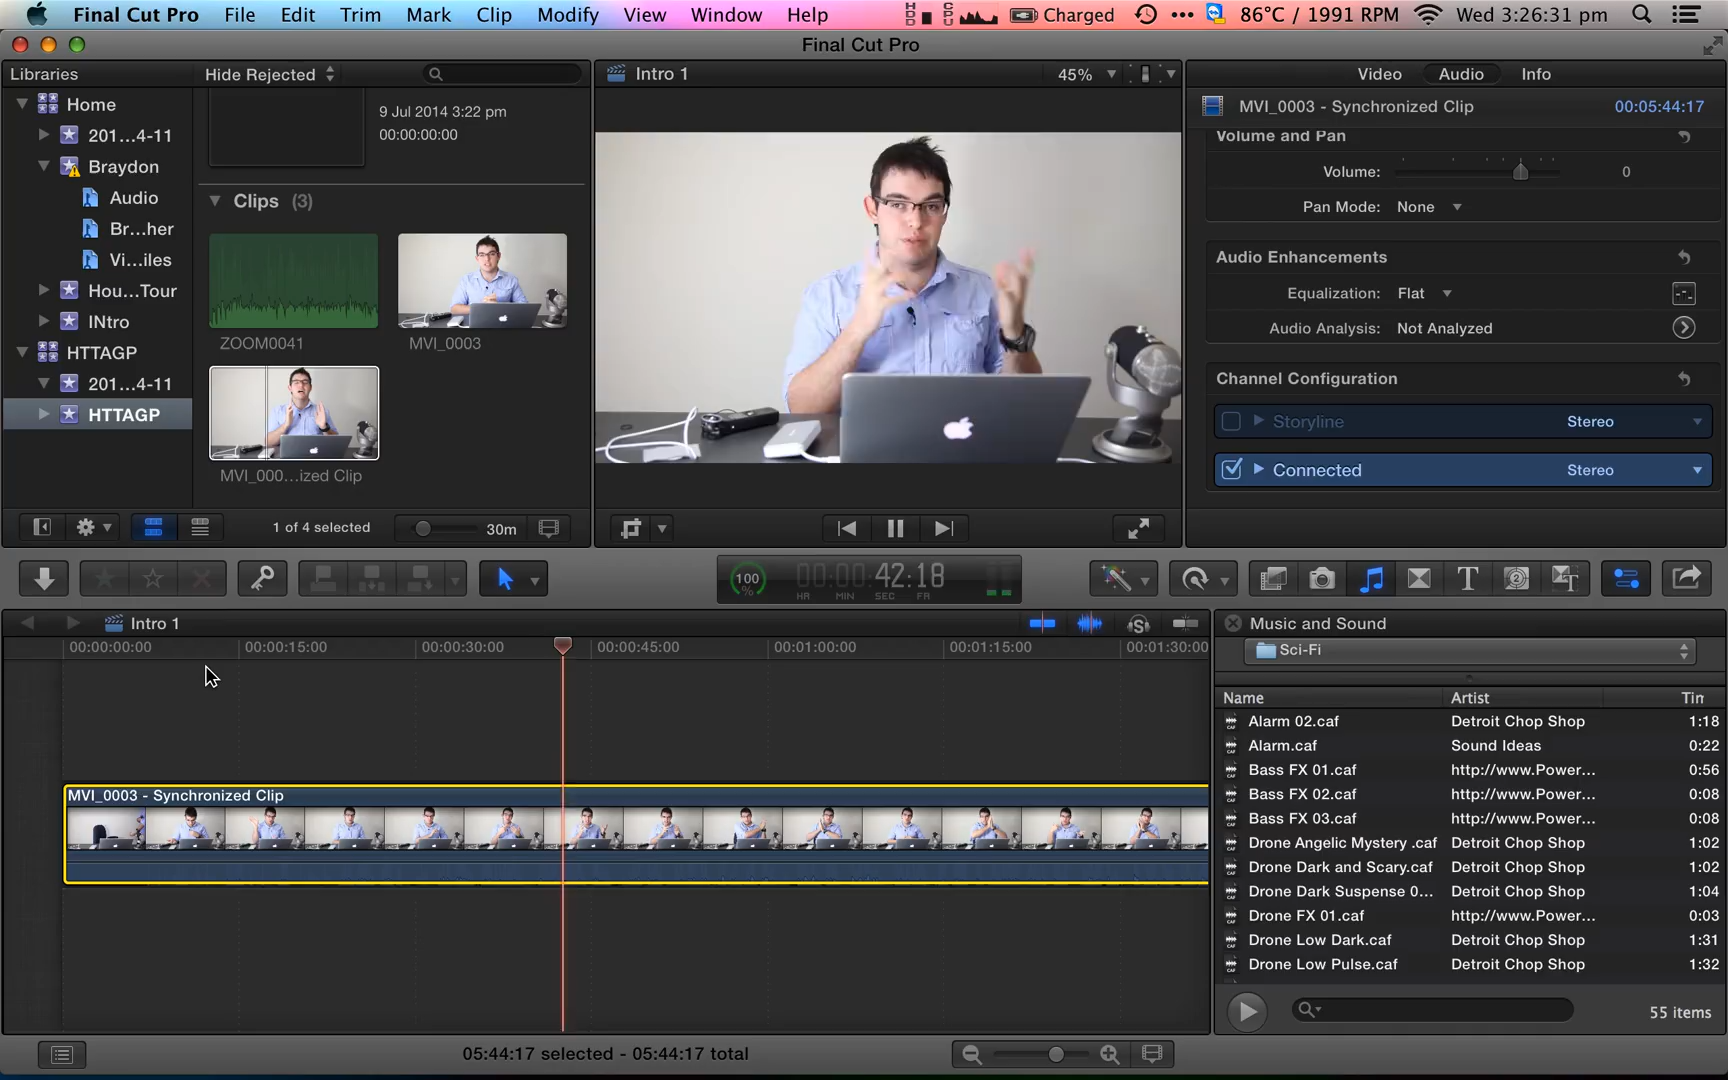 Final Cut Pro File Edit Trim Mark Clip Modify View Window Help Charged 86°C / 1991 RPM Wed 3:26:31 pm
Final Cut Pro
Libraries
Hide Rejected
Home
201...4-11
Braydon
Audio
Br...her
Vi...iles
Hou...Tour
INtro
HTTAGP
201...4-11
HTTAGP
9 Jul 2014 3:22 pm
00:00:00:00
Clips (3)
ZOOM0041
MVI_0003
MVI_000...ized Clip
1 of 4 selected
30m
Intro 1
45%
Video Audio Info
MVI_0003 - Synchronized Clip 00:05:44:17
Volume and Pan
Volume: 0
Pan Mode: None
Audio Enhancements
Equalization: Flat
Audio Analysis: Not Analyzed
Channel Configuration
Storyline Stereo
Connected Stereo
100
%
00:00:42:18
HR MIN SEC FR
Intro 1
00:00:00:00 00:00:15:00 00:00:30:00 00:00:45:00 00:01:00:00 00:01:15:00 00:01:30:00
MVI_0003 - Synchronized Clip
05:44:17 selected - 05:44:17 total
Music and Sound
Sci-Fi
Name Artist Tir
Alarm 02.caf Detroit Chop Shop 1:18
Alarm.caf Sound Ideas 0:22
Bass FX 01.caf http://www.Power... 0:56
Bass FX 02.caf http://www.Power... 0:08
Bass FX 03.caf http://www.Power... 0:08
Drone Angelic Mystery .caf Detroit Chop Shop 1:02
Drone Dark and Scary.caf Detroit Chop Shop 1:02
Drone Dark Suspense 0... Detroit Chop Shop 1:04
Drone FX 01.caf http://www.Power... 0:03
Drone Low Dark.caf Detroit Chop Shop 1:31
Drone Low Pulse.caf Detroit Chop Shop 1:32
55 items